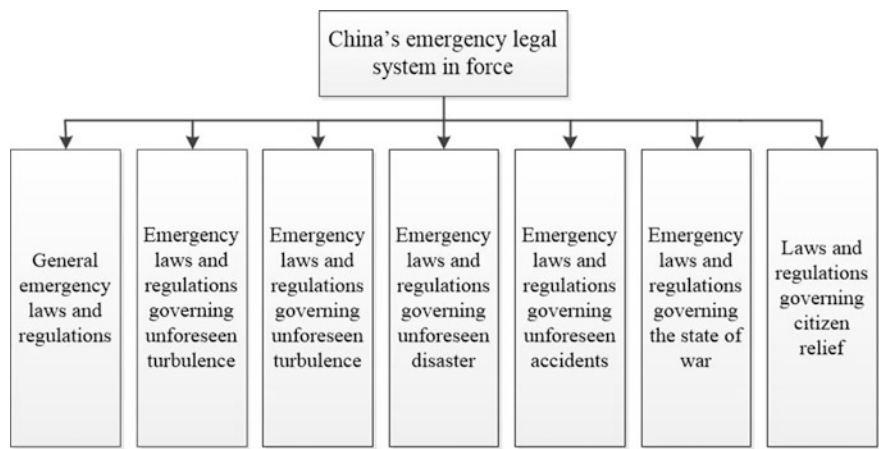 China's emergency legal
system in force
General
emergency
laws and
regulations
Emergency
laws and
regulations
governing
unforeseen
turbulence
Emergency
laws and
regulations
governing
unforeseen
turbulence
Emergency
laws and
regulations
governing
unforeseen
disaster
Emergency
laws and
regulations
governing
unforeseen
accidents
Emergency
laws and
regulations
governing
the state of
war
Laws and
regulations
governing
citizen
relief